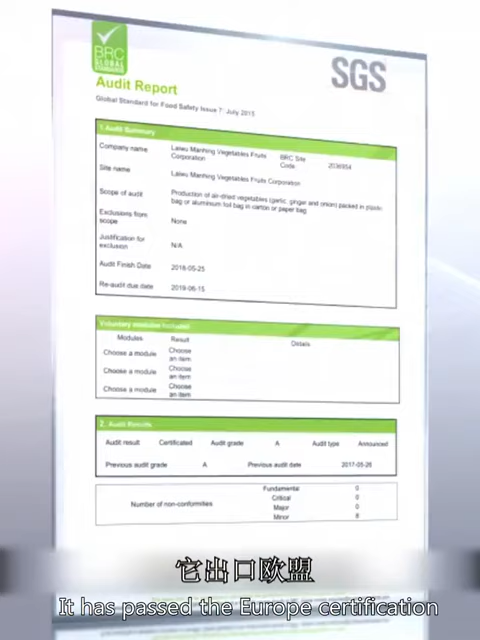 BRC
GLOBAL
STANDARDS
SGS
Audit Report
Global Standard for Food Safety Issue 7: July 2015
1.Audit Summary
Company name Laiwu Manhing Vegetables Fruits Corporation BRC Site Code
Site name Laiwu Manhing Vegetables Fruits Corporation
Scope of audit Production of air-dried vegetables (garlic, ginger and onion) packed in plastic
bag or aluminium foil bag in carton or paper bag
Exclusions from scope None
Justification for exclusion N/A
Audit Finish Date 2018-05-25
Re-audit due date 2019-06-15
Voluntary modules included
Modules Result Details
Choose a module Choose an item
Choose a module Choose an item
Choose a module Choose an item
2. Audit Results
Audit result Certificated Audit grade A Audit type Announced
Previous audit grade A Previous audit date 2017-05-26
Number of non-conformities Fundamental 0
Critical 0
Major 0
Minor 8
它出口欧盟
It has passed the Europe certification